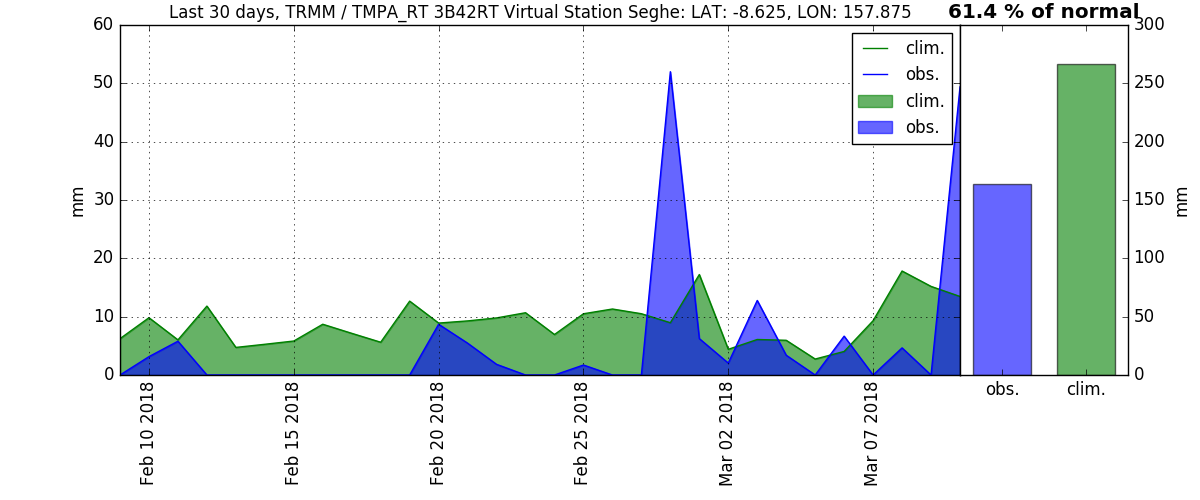 Last 30 days, TRMM / TMPA_RT 3B42RT Virtual Station Seghe: LAT: -8.625, LON: 157.875
61.4 % of normal
60
50
40
30
20
10
0
mm
clim.
obs.
clim.
obs.
300
250
200
150
100
50
0
mm
obs.
clim.
Feb 10 2018
Feb 15 2018
Feb 20 2018
Feb 25 2018
Mar 02 2018
Mar 07 2018